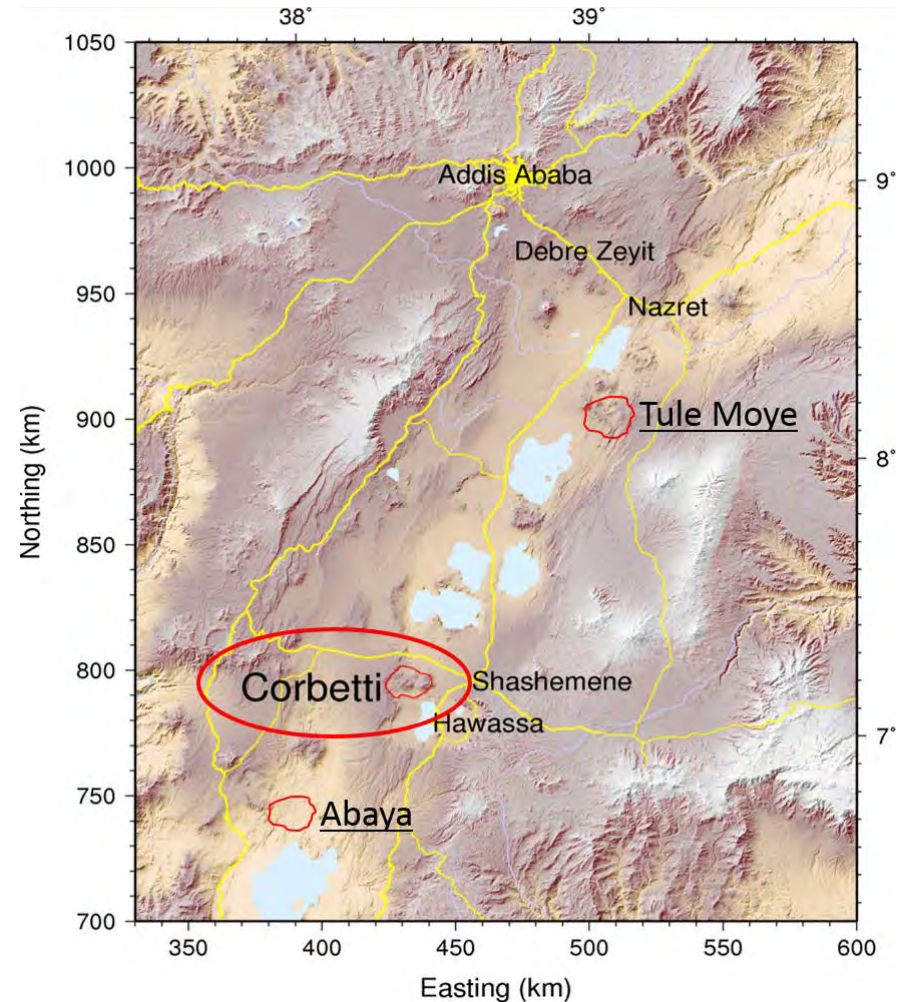 38°
39°
1050
1000
950
900
850
800
750
700
Northing (km)
9°
8°
7°
Addis Ababa
Debre Zeyit
Nazret
Tule Moye
Corbetti
Shashemene
Hawassa
Abaya
350
400
450
500
550
600
Easting (km)